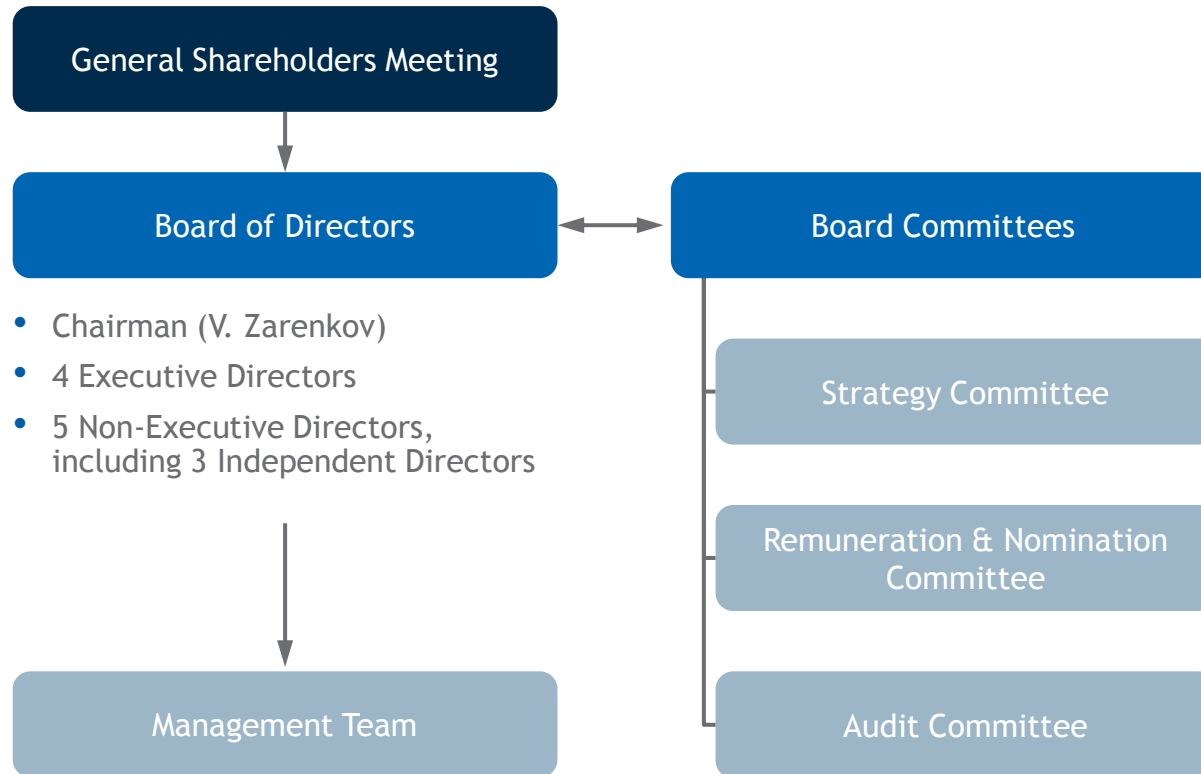 General Shareholders Meeting
Board of Directors
Board Committees
• Chairman (V. Zarenkov)
• 4 Executive Directors
• 5 Non-Executive Directors,
including 3 Independent Directors
Strategy Committee
Remuneration & Nomination
Committee
Management Team
Audit Committee